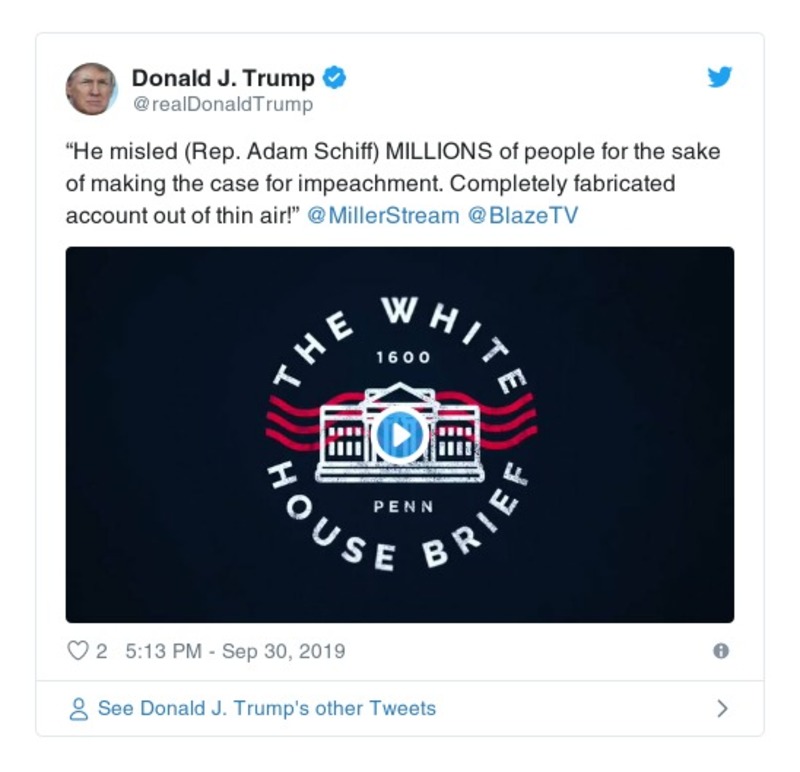 Donald J. Trump
@realDonaldTrump
“He misled (Rep. Adam Schiff) MILLIONS of people for the sake
of making the case for impeachment. Completely fabricated
account out of thin air!” @MillerStream @BlazeTV
THE WHITE
1600
PENN
HOUSE BRIEF
2 5:13 PM - Sep 30, 2019
See Donald J. Trump's other Tweets